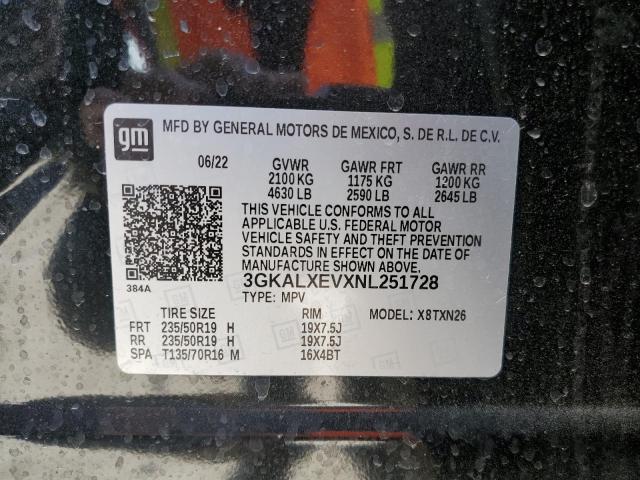 gm
MFD BY GENERAL MOTORS DE MEXICO, S. DE R.L. DE C.V.
06/22 GVWR GAWR FRT GAWR RR
2100 KG 1175 KG 1200 KG
4630 LB 2590 LB 2645 LB
THIS VEHICLE CONFORMS TO ALL
APPLICABLE U.S. FEDERAL MOTOR
VEHICLE SAFETY AND THEFT PREVENTION
STANDARDS IN EFFECT ON THE DATE OF
MANUFACTURE SHOWN ABOVE.
384A
3GKALXEVXNL251728
TYPE: MPV
TIRE SIZE RIM MODEL: X8TXN26
FRT 235/50R19 H 19X7.5J
RR 235/50R19 H 19X7.5J
SPA T135/70R16 M 16X4BT